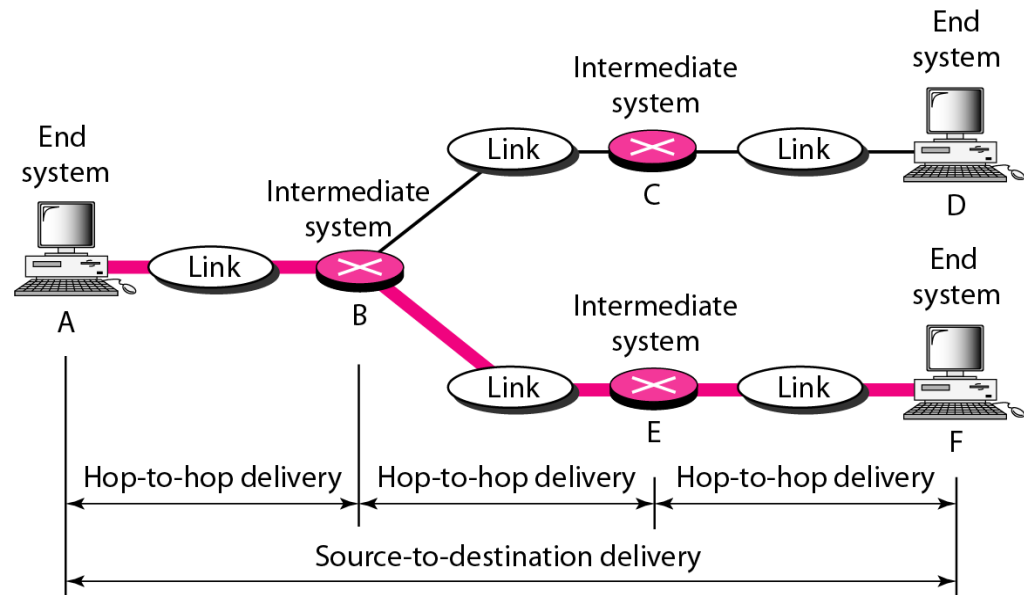 End
system
Intermediate
system
Link
Link
C
D
End
system
Intermediate
system
Link
A
B
End
system
Intermediate
system
Link
Link
E
F
Hop-to-hop delivery
Hop-to-hop delivery
Hop-to-hop delivery
Source-to-destination delivery